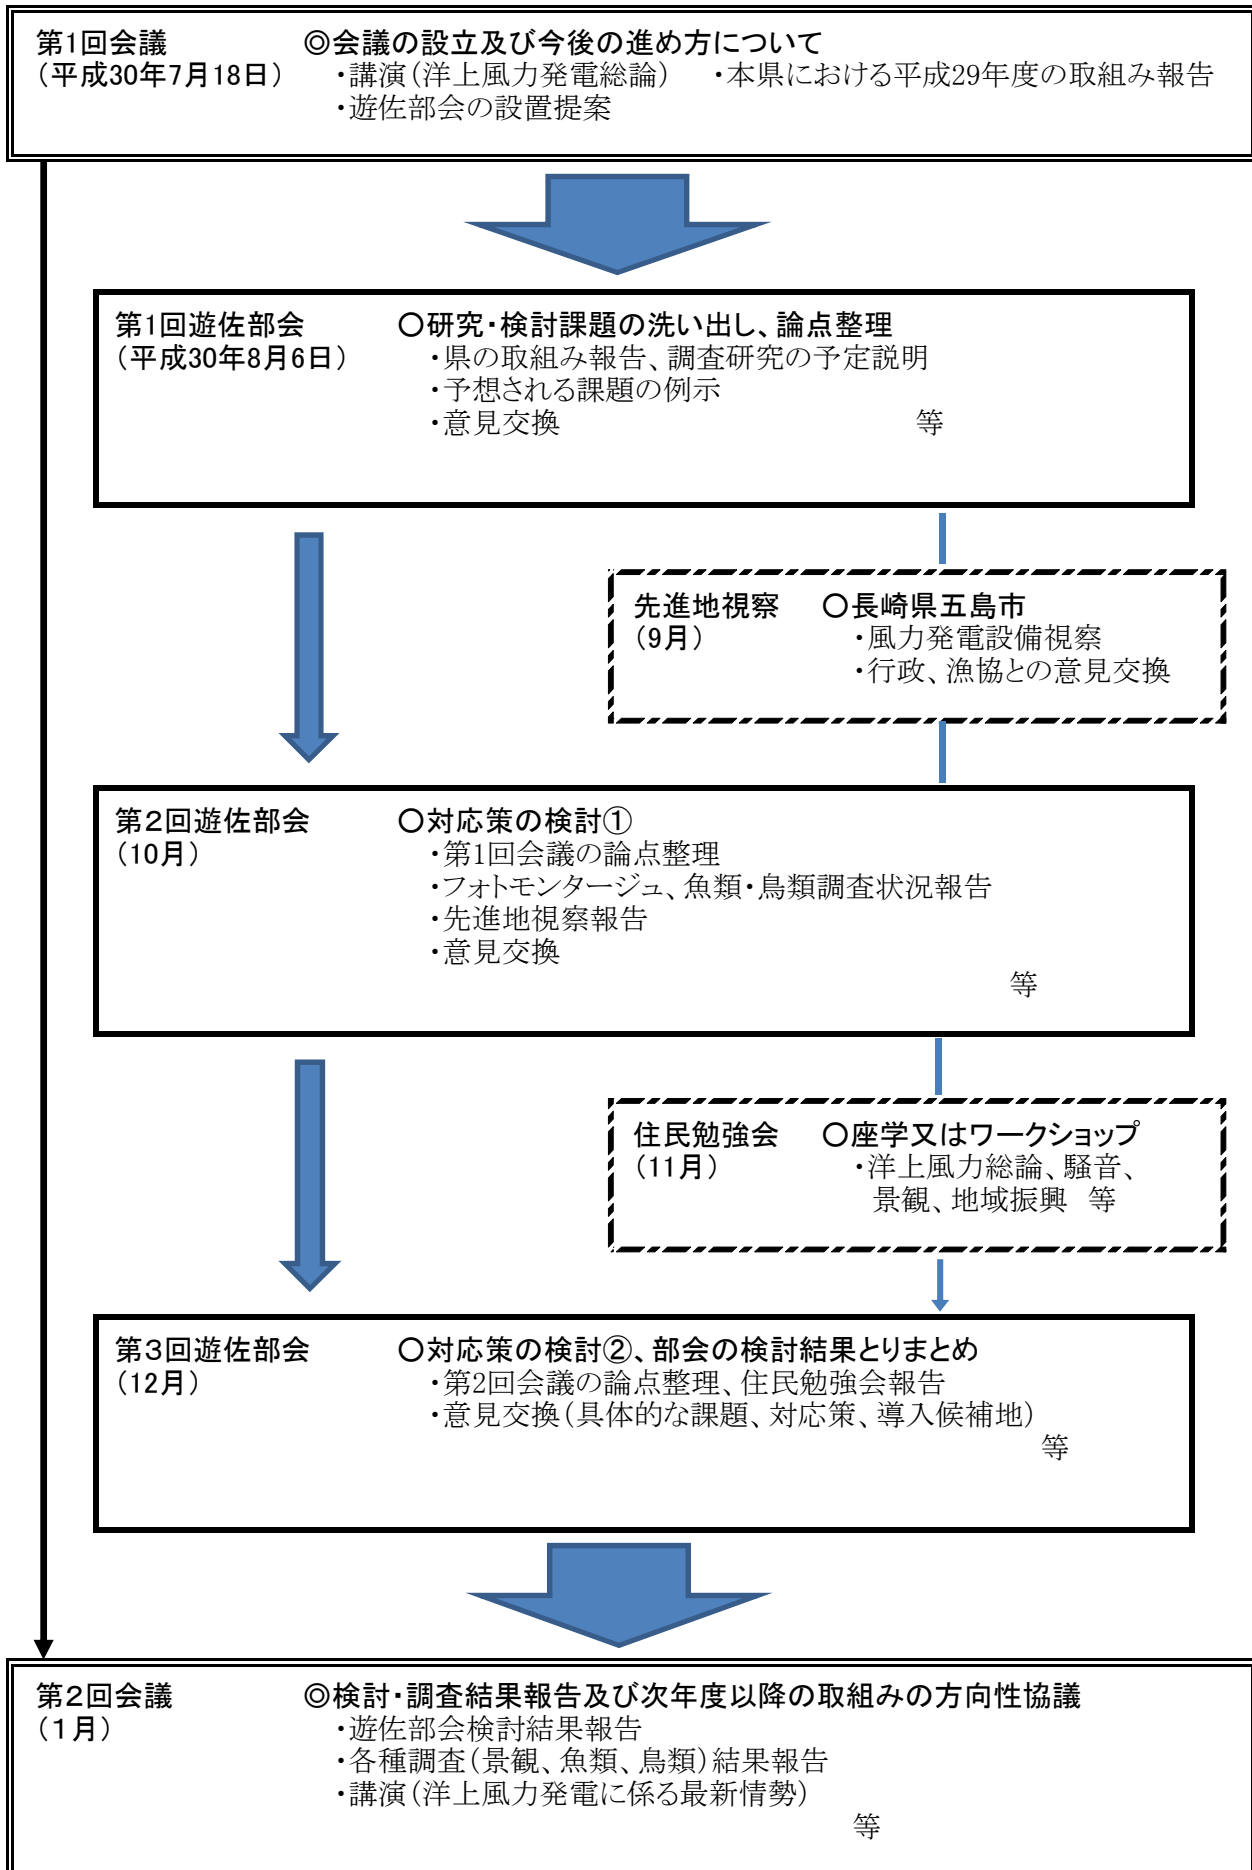 第1回会議　◎会議の設立及び今後の進め方について
（平成30年7月18日）　・講演（洋上風力発電総論）　・本県における平成29年度の取組み報告
・遊佐部会の設置提案
第1回遊佐部会　○研究・検討課題の洗い出し、論点整理
（平成30年8月6日）　・県の取組み報告、調査研究の予定説明
・予想される課題の例示
・意見交換　等
先進地視察　○長崎県五島市
（9月）　・風力発電設備視察
・行政、漁協との意見交換
第2回遊佐部会　○対応策の検討①
（10月）　・第1回会議の論点整理
・フォトモンタージュ、魚類・鳥類調査状況報告
・先進地視察報告
・意見交換
等
住民勉強会　○座学又はワークショップ
（11月）　・洋上風力総論、騒音、
景観、地域振興　等
第3回遊佐部会　○対応策の検討②、部会の検討結果とりまとめ
（12月）　・第2回会議の論点整理、住民勉強会報告
・意見交換（具体的な課題、対応策、導入候補地）
等
第2回会議　◎検討・調査結果報告及び次年度以降の取組みの方向性協議
（1月）　・遊佐部会検討結果報告
・各種調査（景観、魚類、鳥類）結果報告
・講演（洋上風力発電に係る最新情勢）
等